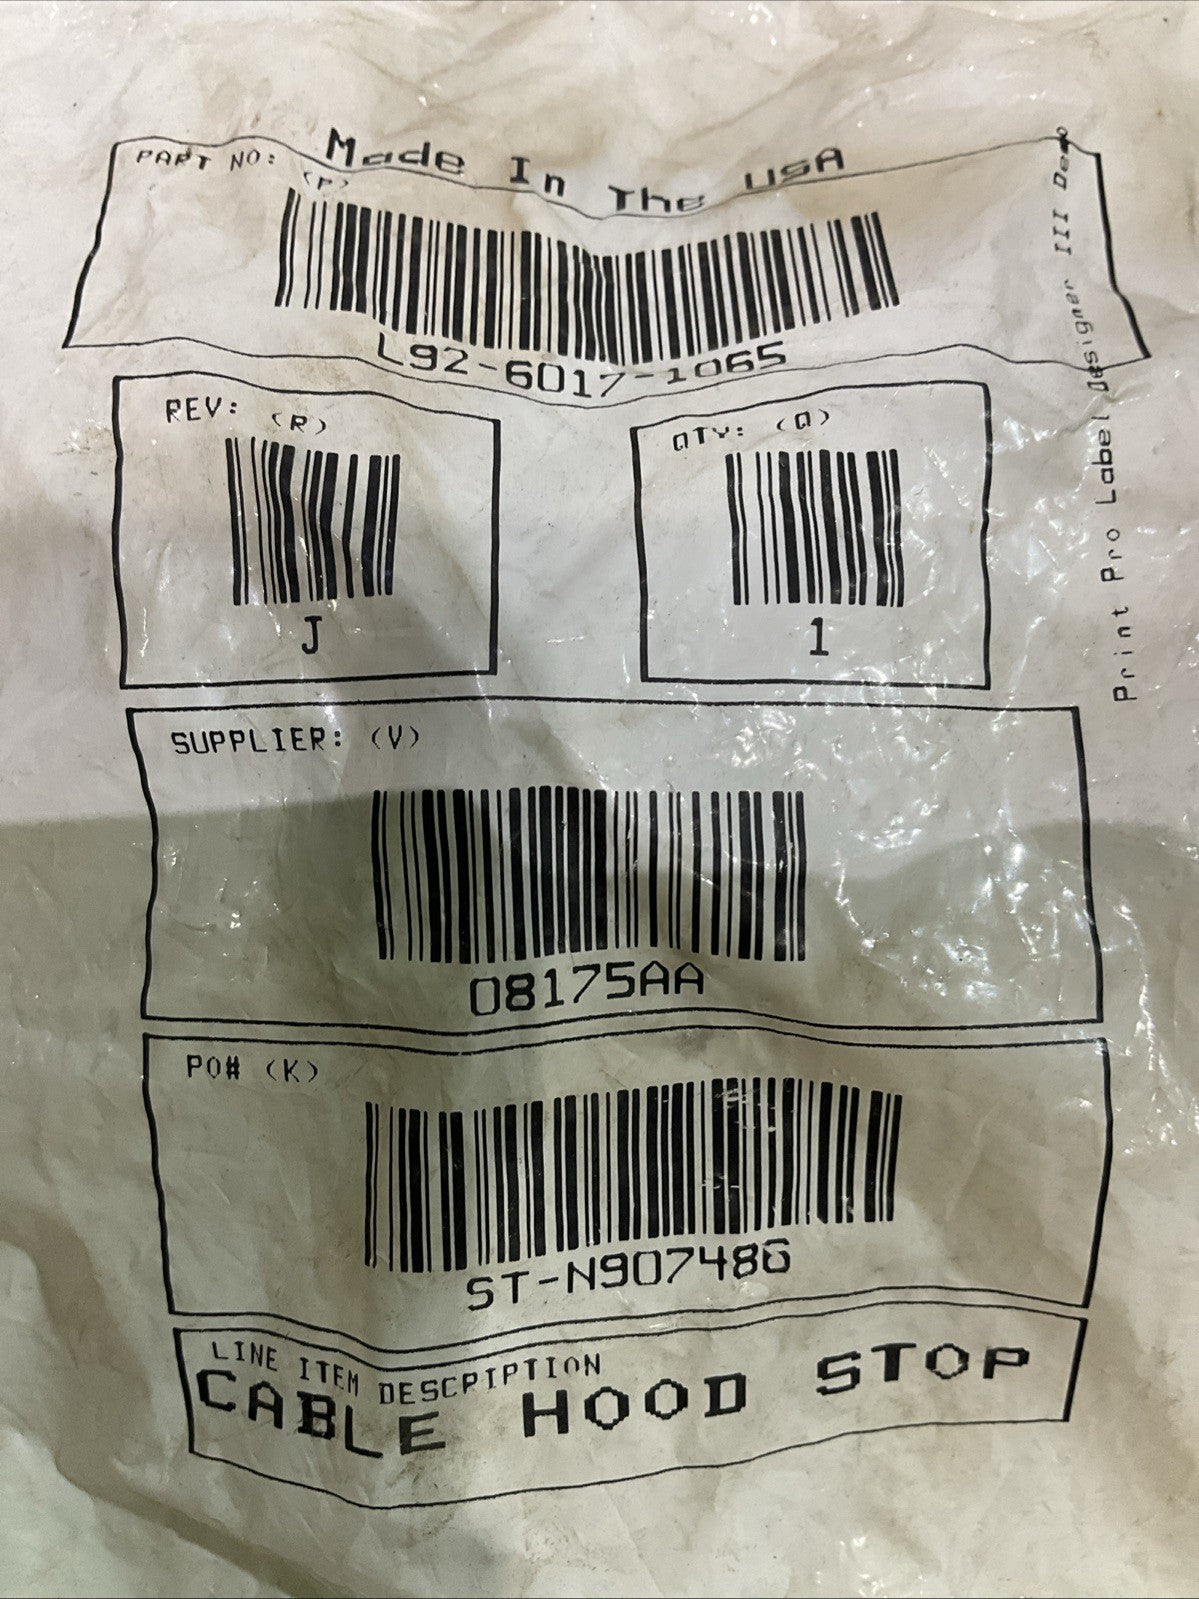 Made In The USA
PART NO: (P)
L92-6017-1065
REV: (R)
J
QTY: (Q)
1
SUPPLIER: (V)
08175AA
PO# (K)
ST-N907486
LINE ITEM DESCRIPTION
CABLE HOOD STOP
Print Pro Label Designer III Demo